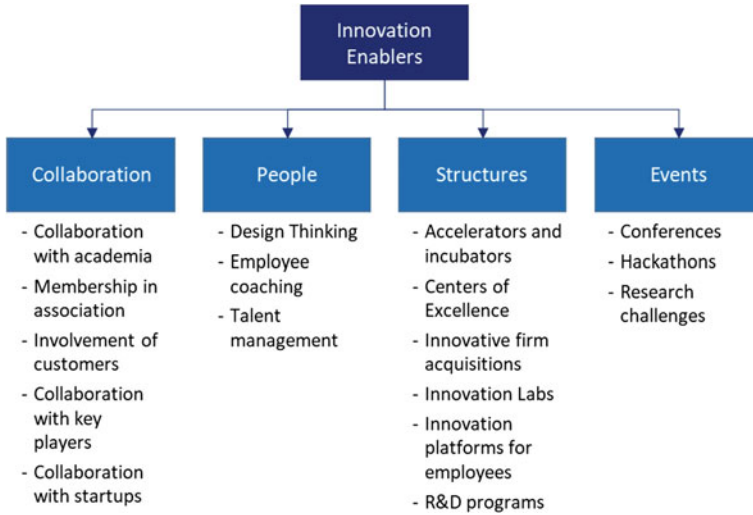 Innovation
Enablers
Collaboration
- Collaboration
with academia
- Membership in
association
- Involvement of
customers
- Collaboration
with key
players
- Collaboration
with startups
People
- Design Thinking
- Employee
coaching
- Talent
management
Structures
- Accelerators and
incubators
- Centers of
Excellence
- Innovative firm
acquisitions
- Innovation Labs
- Innovation
platforms for
employees
- R&D programs
Events
- Conferences
- Hackathons
- Research
challenges